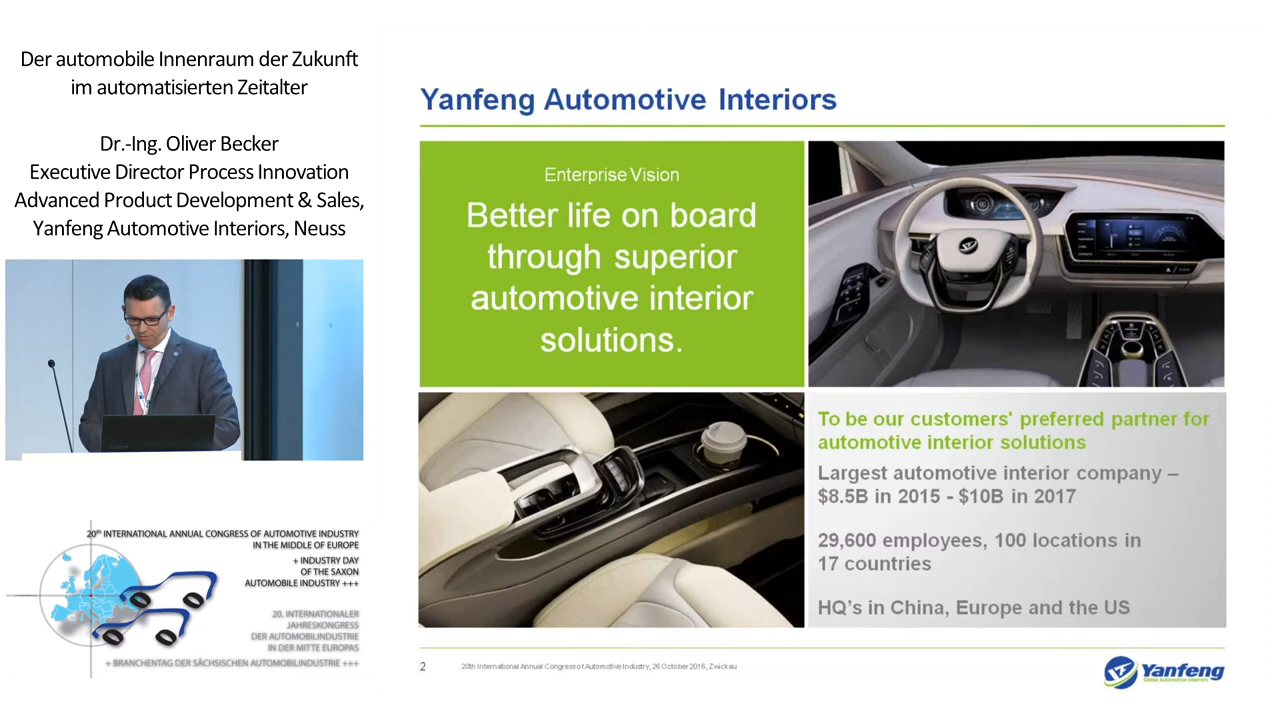 Der automobile Innenraum der Zukunft
im automatisierten Zeitalter
Dr.-Ing. Oliver Becker
Executive Director Process Innovation
Advanced Product Development & Sales,
Yanfeng Automotive Interiors, Neuss
20th INTERNATIONAL ANNUAL CONGRESS OF AUTOMOTIVE INDUSTRY
IN THE MIDDLE OF EUROPE
+ INDUSTRY DAY
OF THE SAXON
AUTOMOBILE INDUSTRY +++
20. INTERNATIONALER
JAHRESKONGRESS
DER AUTOMOBILINDUSTRIE
IN DER MITTE EUROPAS
+ BRANCHENTAG DER SÄCHSISCHEN AUTOMOBILINDUSTRIE +++
Yanfeng Automotive Interiors
Enterprise Vision
Better life on board
through superior
automotive interior
solutions.
To be our customers' preferred partner for
automotive interior solutions
Largest automotive interior company –
$8.5B in 2015 - $10B in 2017
29,600 employees, 100 locations in
17 countries
HQ's in China, Europe and the US
2
20th International Annual Congress of Automotive Industry, 26 October 2016, Zwickau
Yanfeng
Global Automotive Interiors